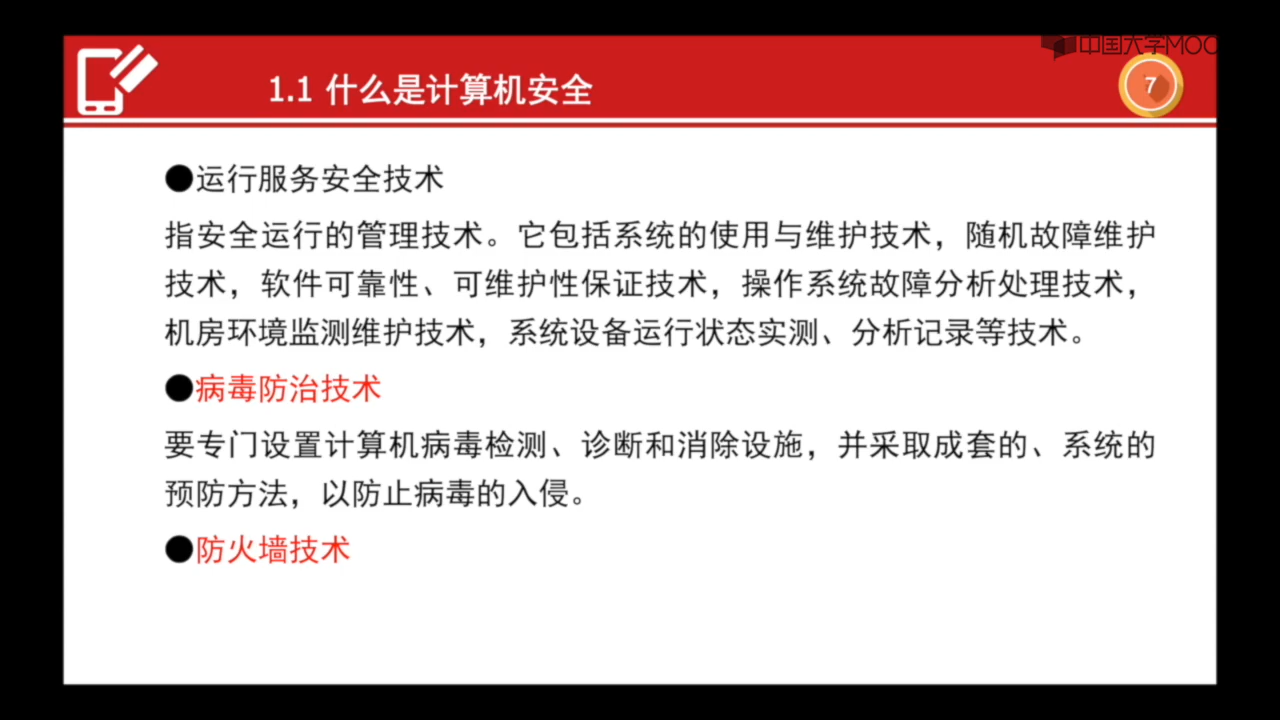 中国大学MOOC
1.1 什么是计算机安全
7
●运行服务安全技术
指安全运行的管理技术。它包括系统的使用与维护技术，随机故障维护
技术，软件可靠性、可维护性保证技术，操作系统故障分析处理技术，
机房环境监测维护技术，系统设备运行状态实测、分析记录等技术。
●病毒防治技术
要专门设置计算机病毒检测、诊断和消除设施，并采取成套的、系统的
预防方法，以防止病毒的入侵。
●防火墙技术